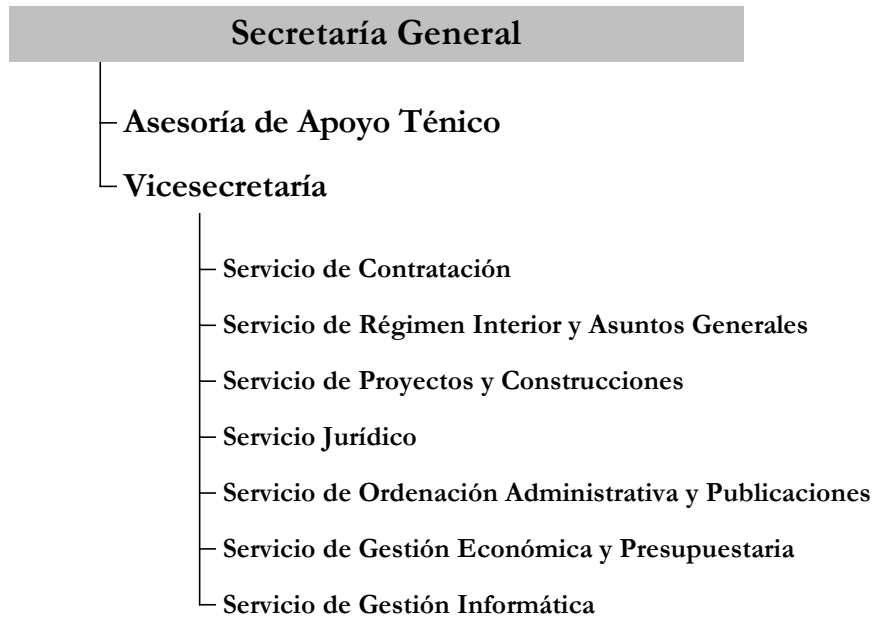 Secretaría General
Asesoría de Apoyo Ténico
Vicesecretaría
Servicio de Contratación
Servicio de Régimen Interior y Asuntos Generales
Servicio de Proyectos y Construcciones
Servicio Jurídico
Servicio de Ordenación Administrativa y Publicaciones
Servicio de Gestión Económica y Presupuestaria
Servicio de Gestión Informática